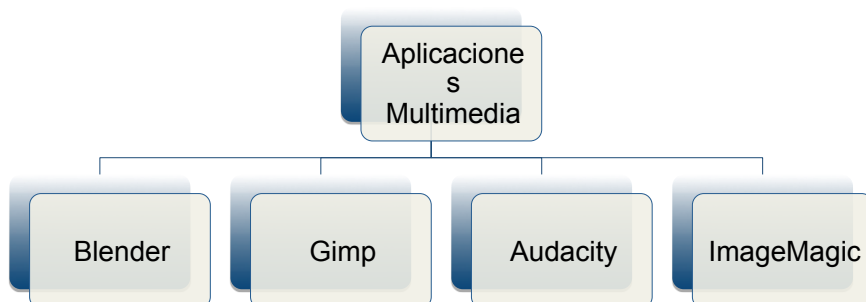 Aplicacione
s
Multimedia
Blender
Gimp
Audacity
ImageMagic